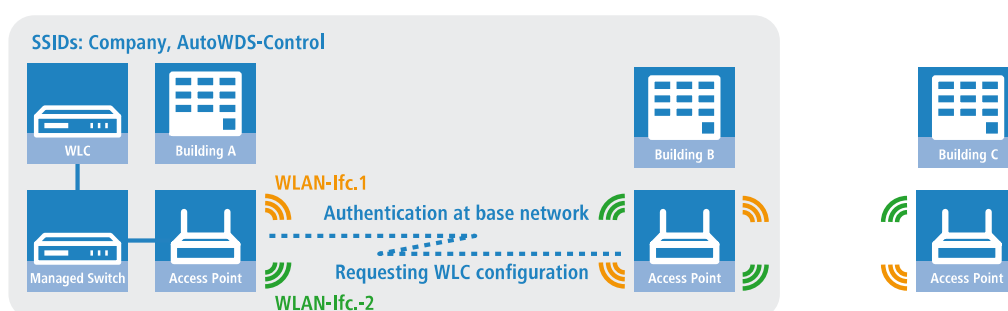 SSIDs: Company, AutoWDS-Control
WLC
Building A
Building B
Building C
WLAN-Ifc.1
Authentication at base network
Requesting WLC configuration
Managed Switch
Access Point
Access Point
Access Point
WLAN-Ifc.-2